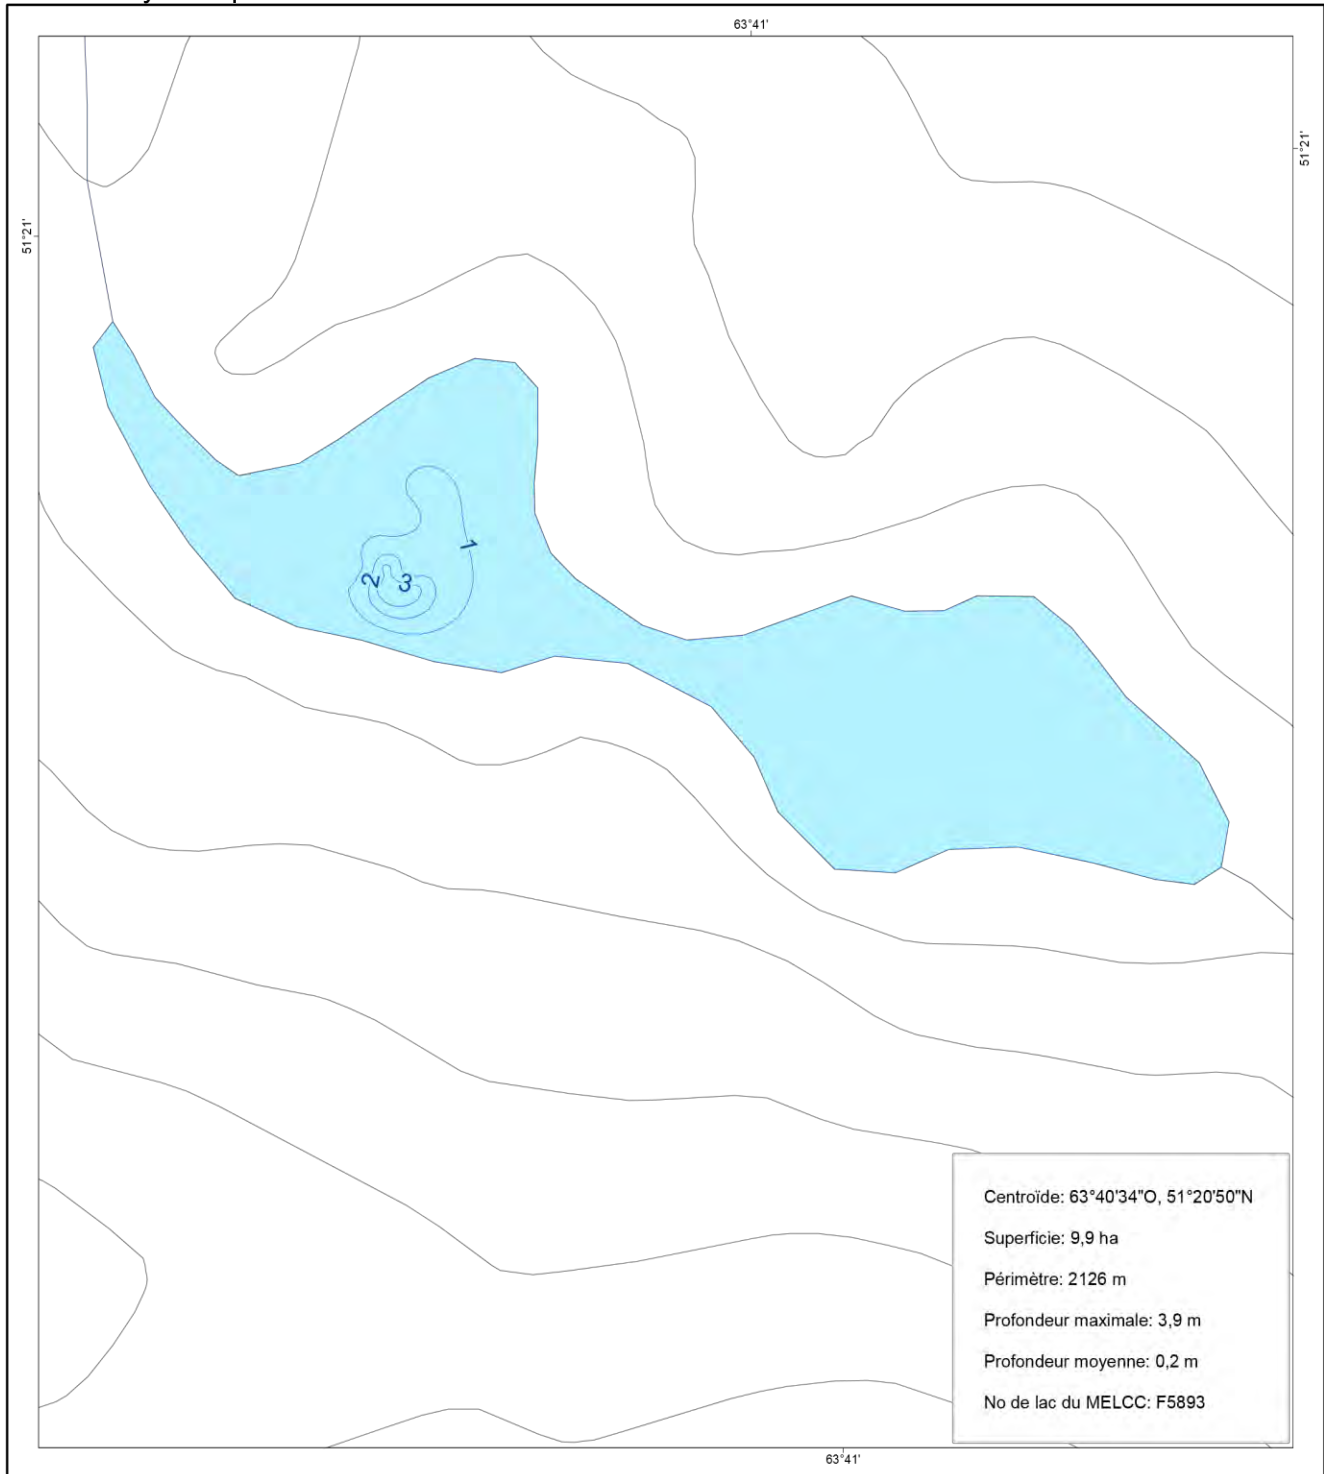 63°41'
51°21'
51°21'
1
2
3
Centroïde: 63°40'34"O, 51°20'50"N
Superficie: 9,9 ha
Périmètre: 2126 m
Profondeur maximale: 3,9 m
Profondeur moyenne: 0,2 m
No de lac du MELCC: F5893
63°41'